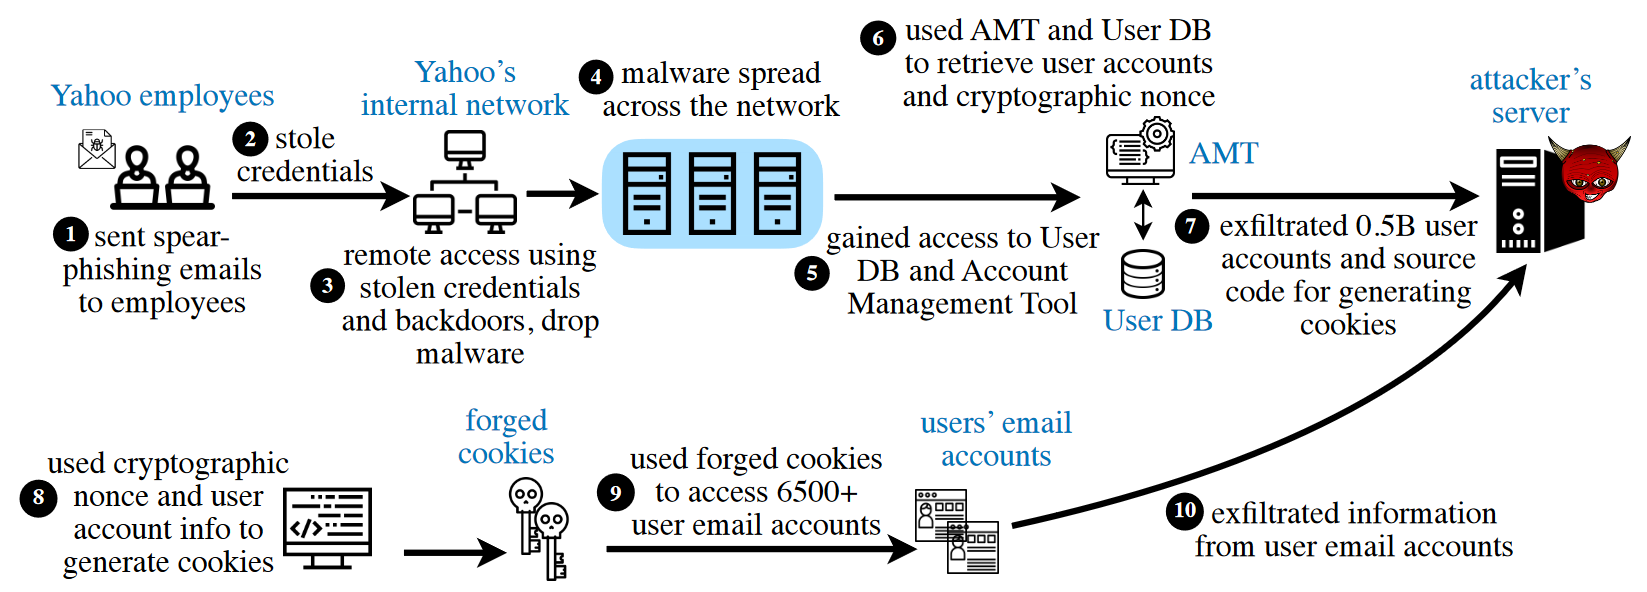 Yahoo employees
1 sent spear-
phishing emails
to employees
2 stole
credentials
Yahoo’s
internal network
3 remote access using
stolen credentials
and backdoors, drop
malware
4 malware spread
across the network
5 gained access to User
DB and Account
Management Tool
6 used AMT and User DB
to retrieve user accounts
and cryptographic nonce
AMT
User DB
7 exfiltrated 0.5B user
accounts and source
code for generating
cookies
attacker’s
server
8 used cryptographic
nonce and user
account info to
generate cookies
</>
forged
cookies
9 used forged cookies
to access 6500+
user email accounts
users’ email
accounts
10 exfiltrated information
from user email accounts